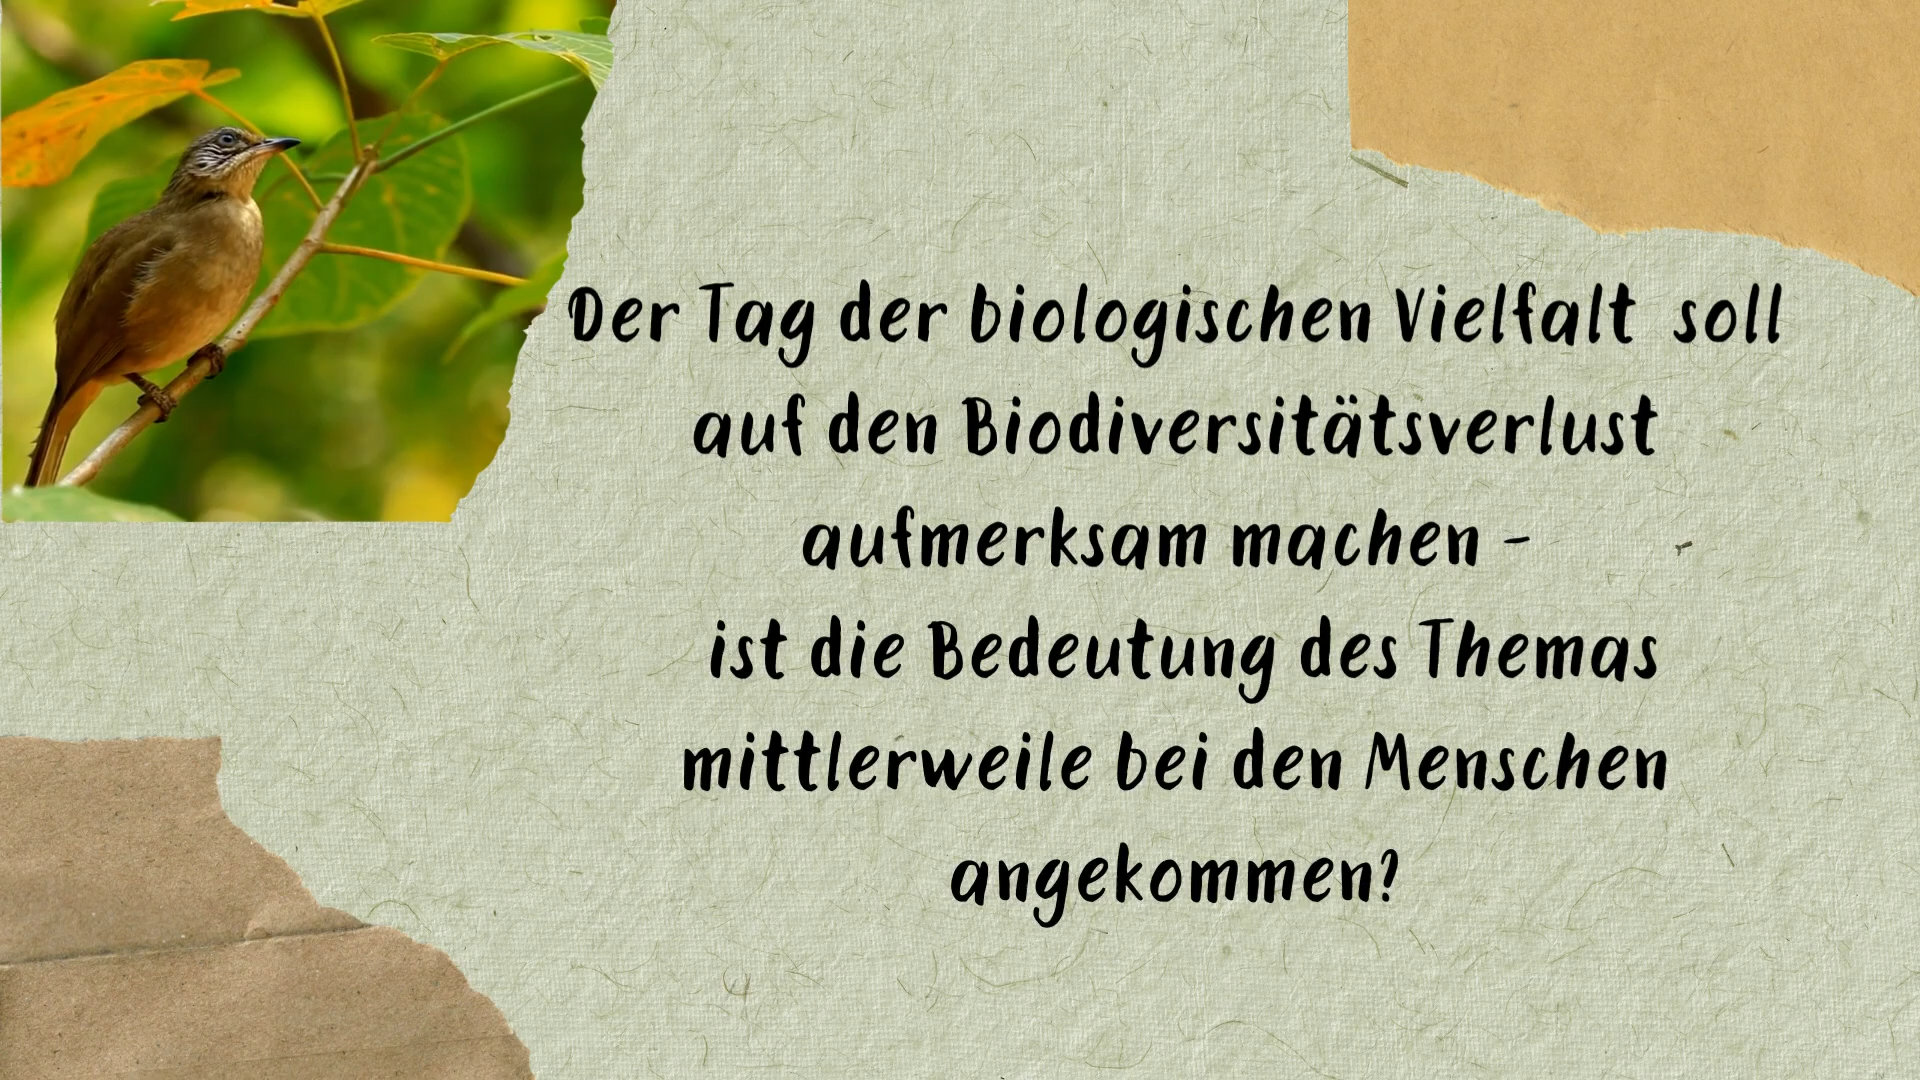 Der Tag der biologischen Vielfalt soll
auf den Biodiversitätsverlust
aufmerksam machen -
ist die Bedeutung des Themas
mittlerweile bei den Menschen
angekommen?